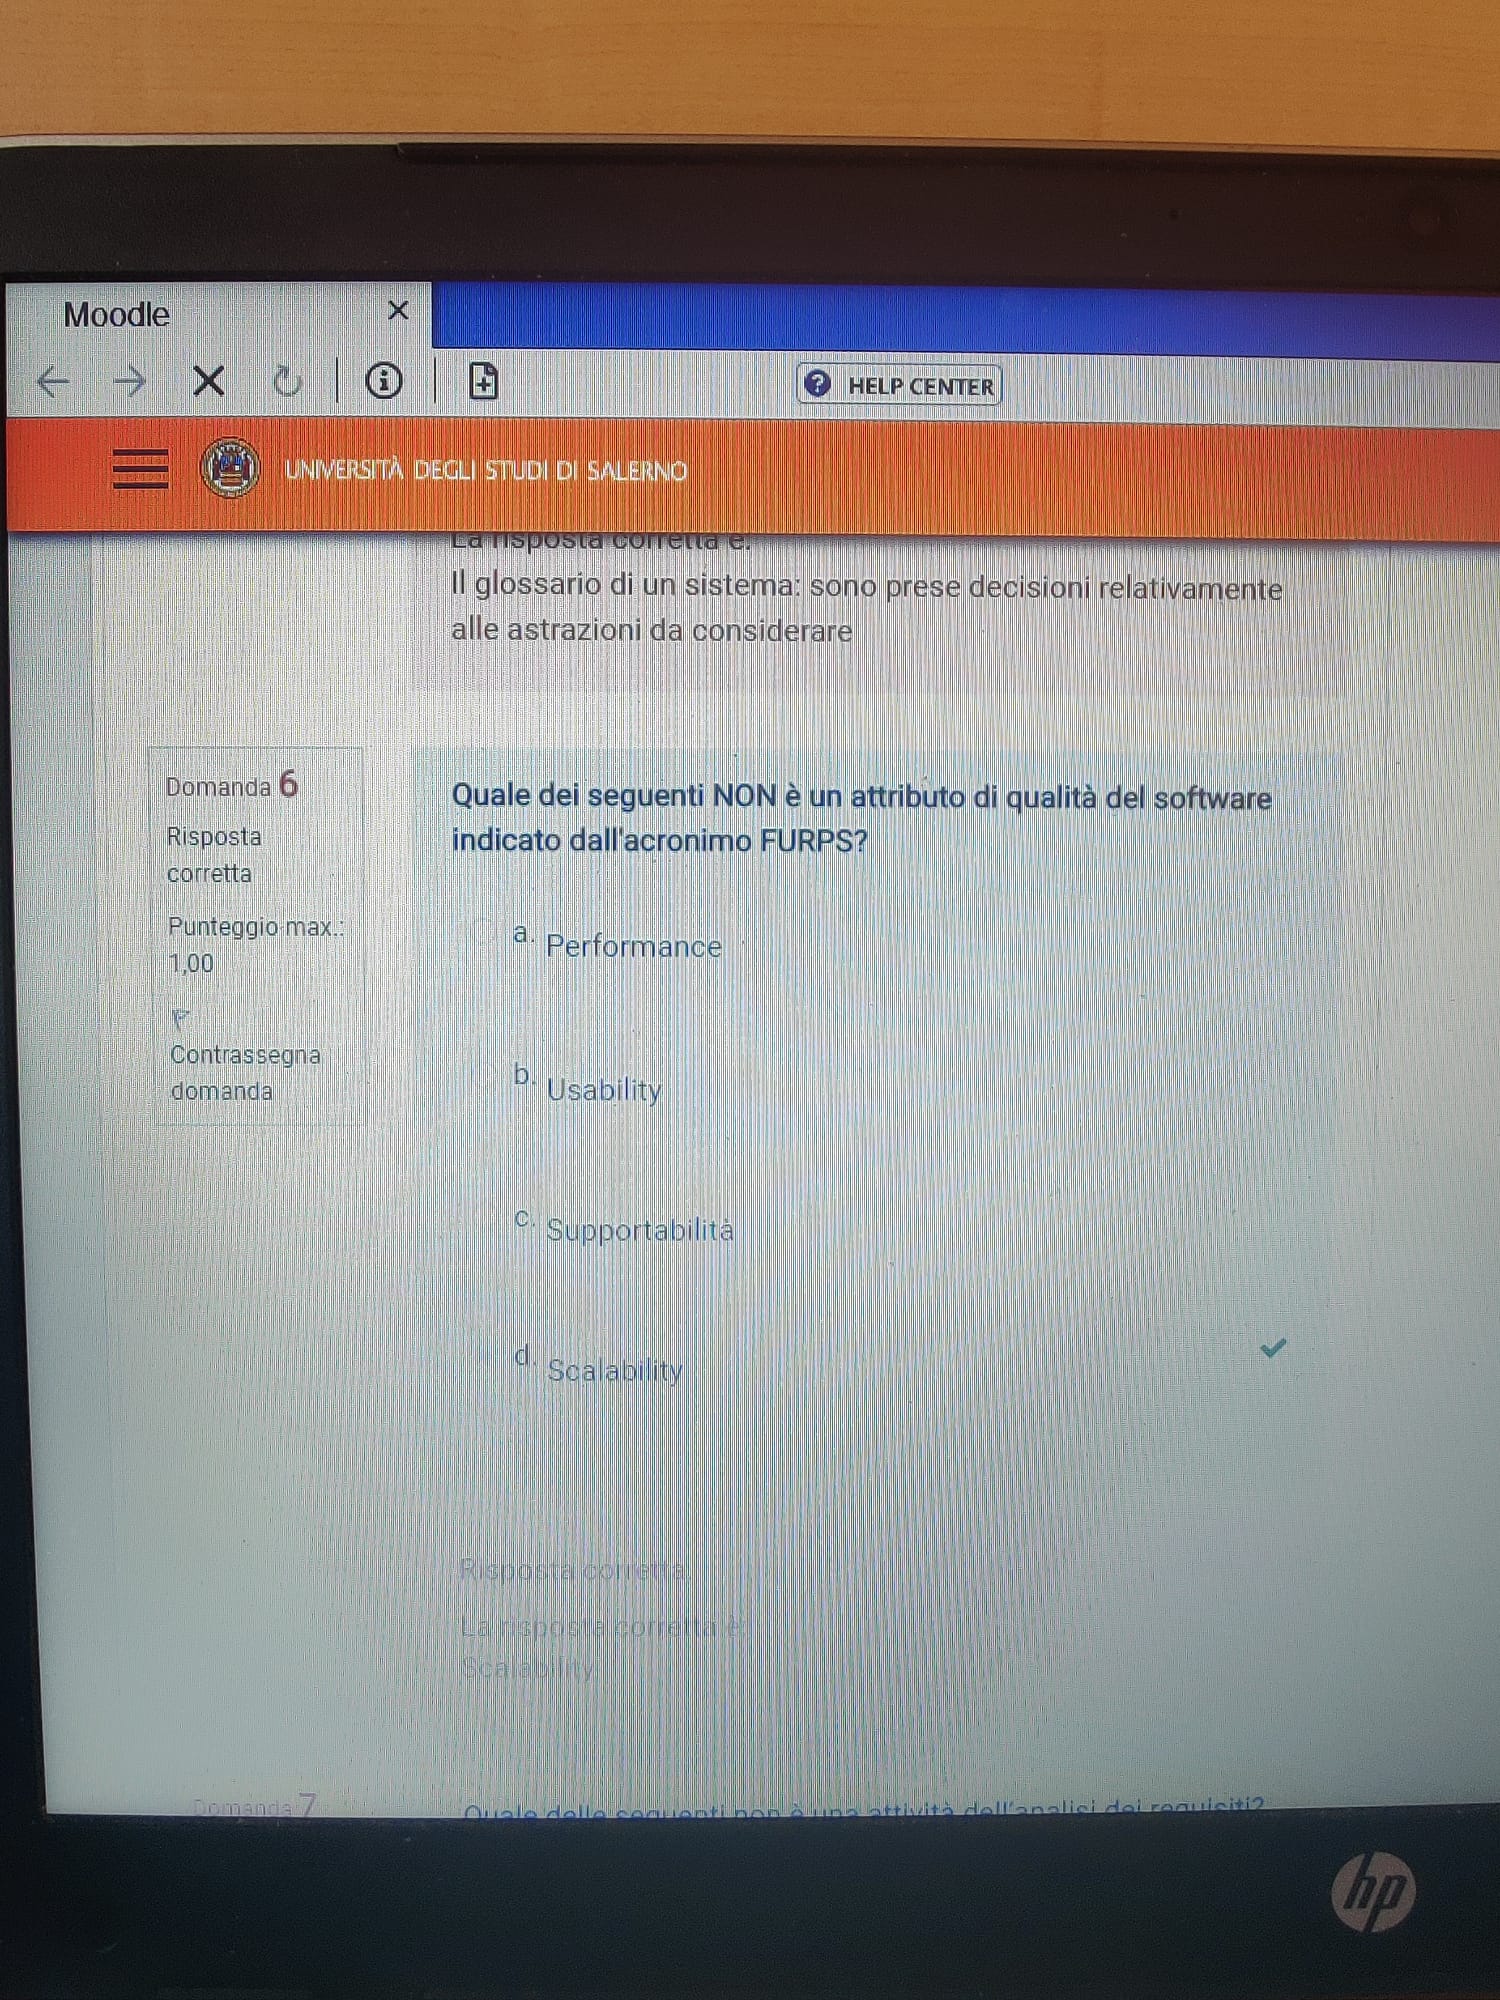 Moodle
HELP CENTER
UNIVERSITÀ DEGLI STUDI DI SALERNO
La risposta corretta è:
Il glossario di un sistema: sono prese decisioni relativamente
alle astrazioni da considerare
Domanda 6
Risposta
corretta
Punteggio max.:
1,00
Contrassegna
domanda
Quale dei seguenti NON è un attributo di qualità del software
indicato dall'acronimo FURPS?
a. Performance
b. Usability
c. Supportabilità
d. Scalability
Risposta corretta.
La risposta corretta è:
Scalability
Domanda 7
Quale delle seguenti non è una attività dell'analisi dei requisiti?
hp